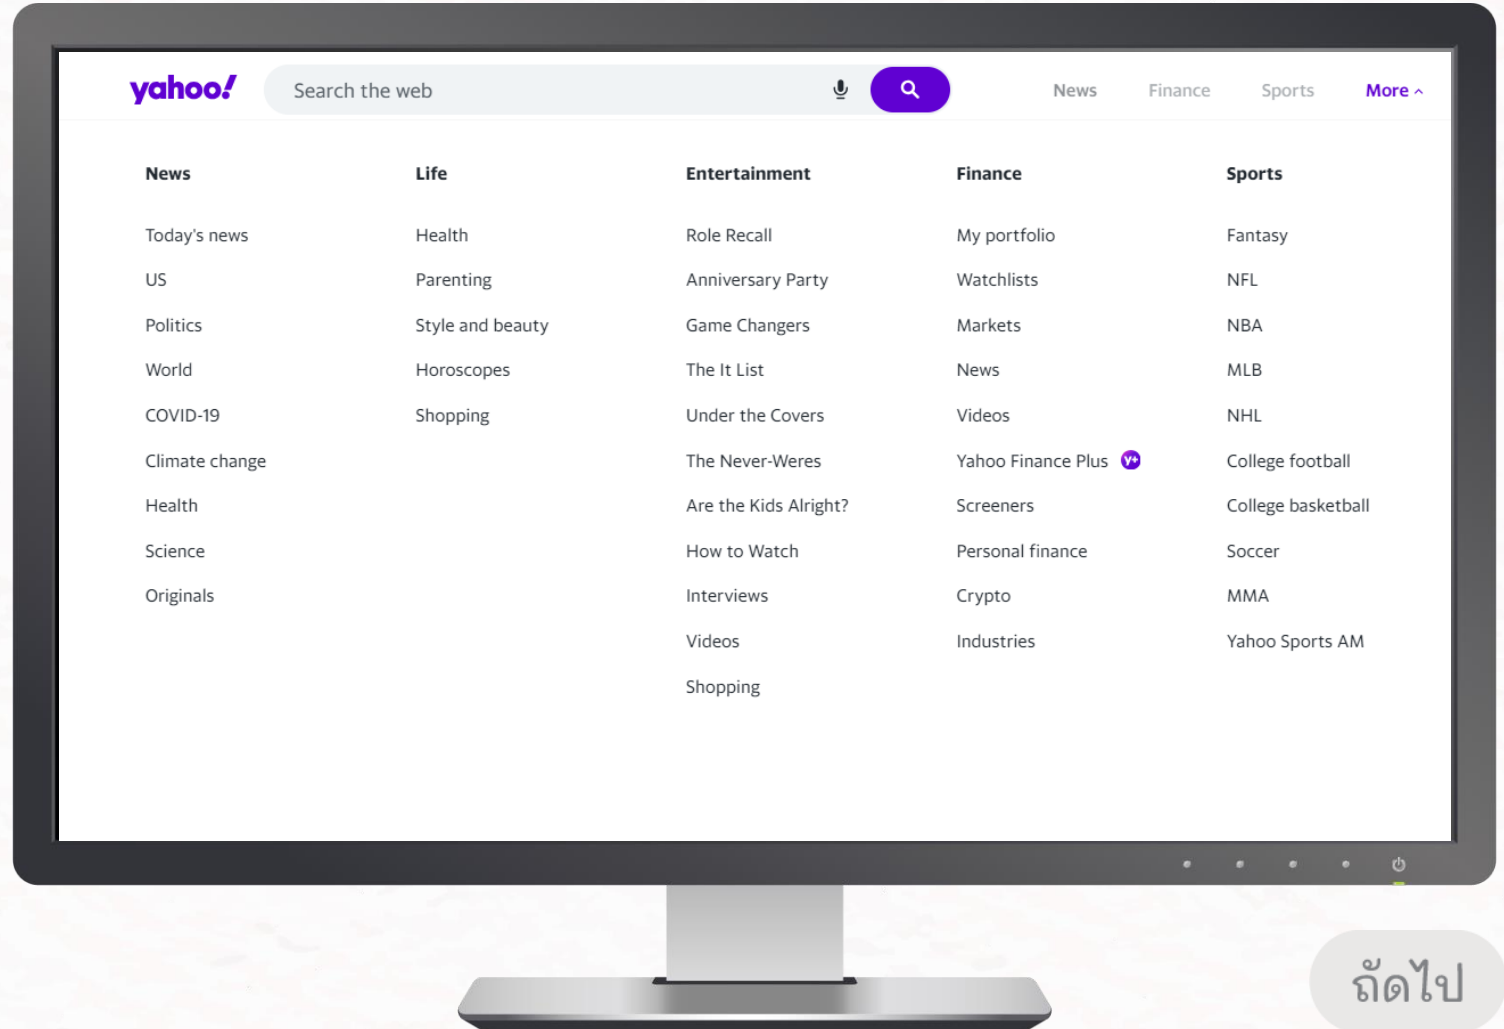 yahoo!
Search the web
News
Finance
Sports
More
News
Today's news
US
Politics
World
COVID-19
Climate change
Health
Science
Originals
Life
Health
Parenting
Style and beauty
Horoscopes
Shopping
Entertainment
Role Recall
Anniversary Party
Game Changers
The It List
Under the Covers
The Never-Weres
Are the Kids Alright?
How to Watch
Interviews
Videos
Shopping
Finance
My portfolio
Watchlists
Markets
News
Videos
Yahoo Finance Plus y+
Screeners
Personal finance
Crypto
Industries
Sports
Fantasy
NFL
NBA
MLB
NHL
College football
College basketball
Soccer
MMA
Yahoo Sports AM
ถัดไป